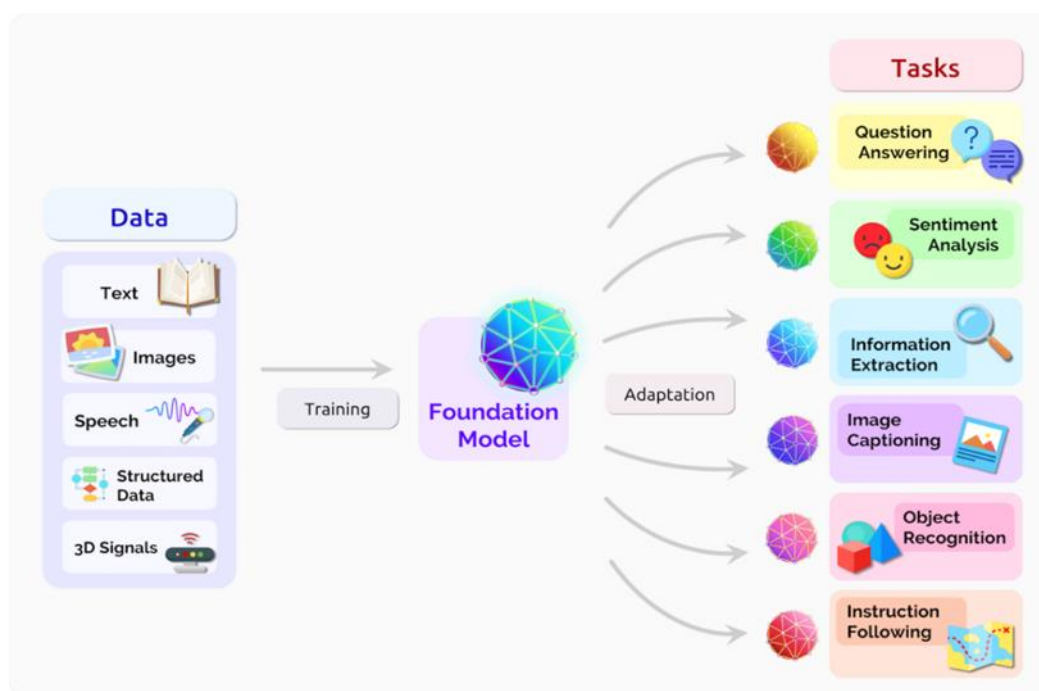 Data
Text
Images
Speech
Structured
Data
3D Signals
Training
Foundation
Model
Adaptation
Tasks
Question
Answering
Sentiment
Analysis
Information
Extraction
Image
Captioning
Object
Recognition
Instruction
Following